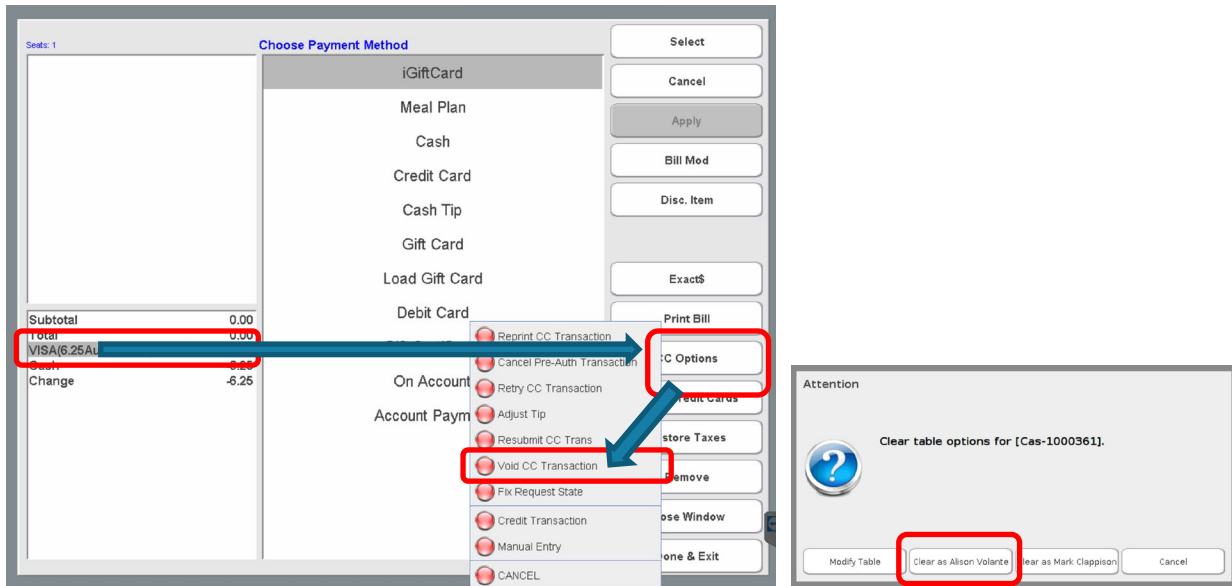 Seats: 1
Choose Payment Method
iGiftCard
Meal Plan
Cash
Credit Card
Cash Tip
Gift Card
Load Gift Card
Debit Card
On Account
Account Paym
Subtotal 0.00
Total 0.00
VISA(6.25Au
Cash 6.25
Change -6.25
Select
Cancel
Apply
Bill Mod
Disc. Item
Exact$
Print Bill
CC Options
Credit Cards
store Taxes
Remove
ose Window
one & Exit
Reprint CC Transaction
Cancel Pre-Auth Transaction
Retry CC Transaction
Adjust Tip
Resubmit CC Trans
Void CC Transaction
Fix Request State
Credit Transaction
Manual Entry
CANCEL
Attention
Clear table options for [Cas-1000361].
Modify Table
Clear as Alison Volante
lear as Mark Clappison
Cancel